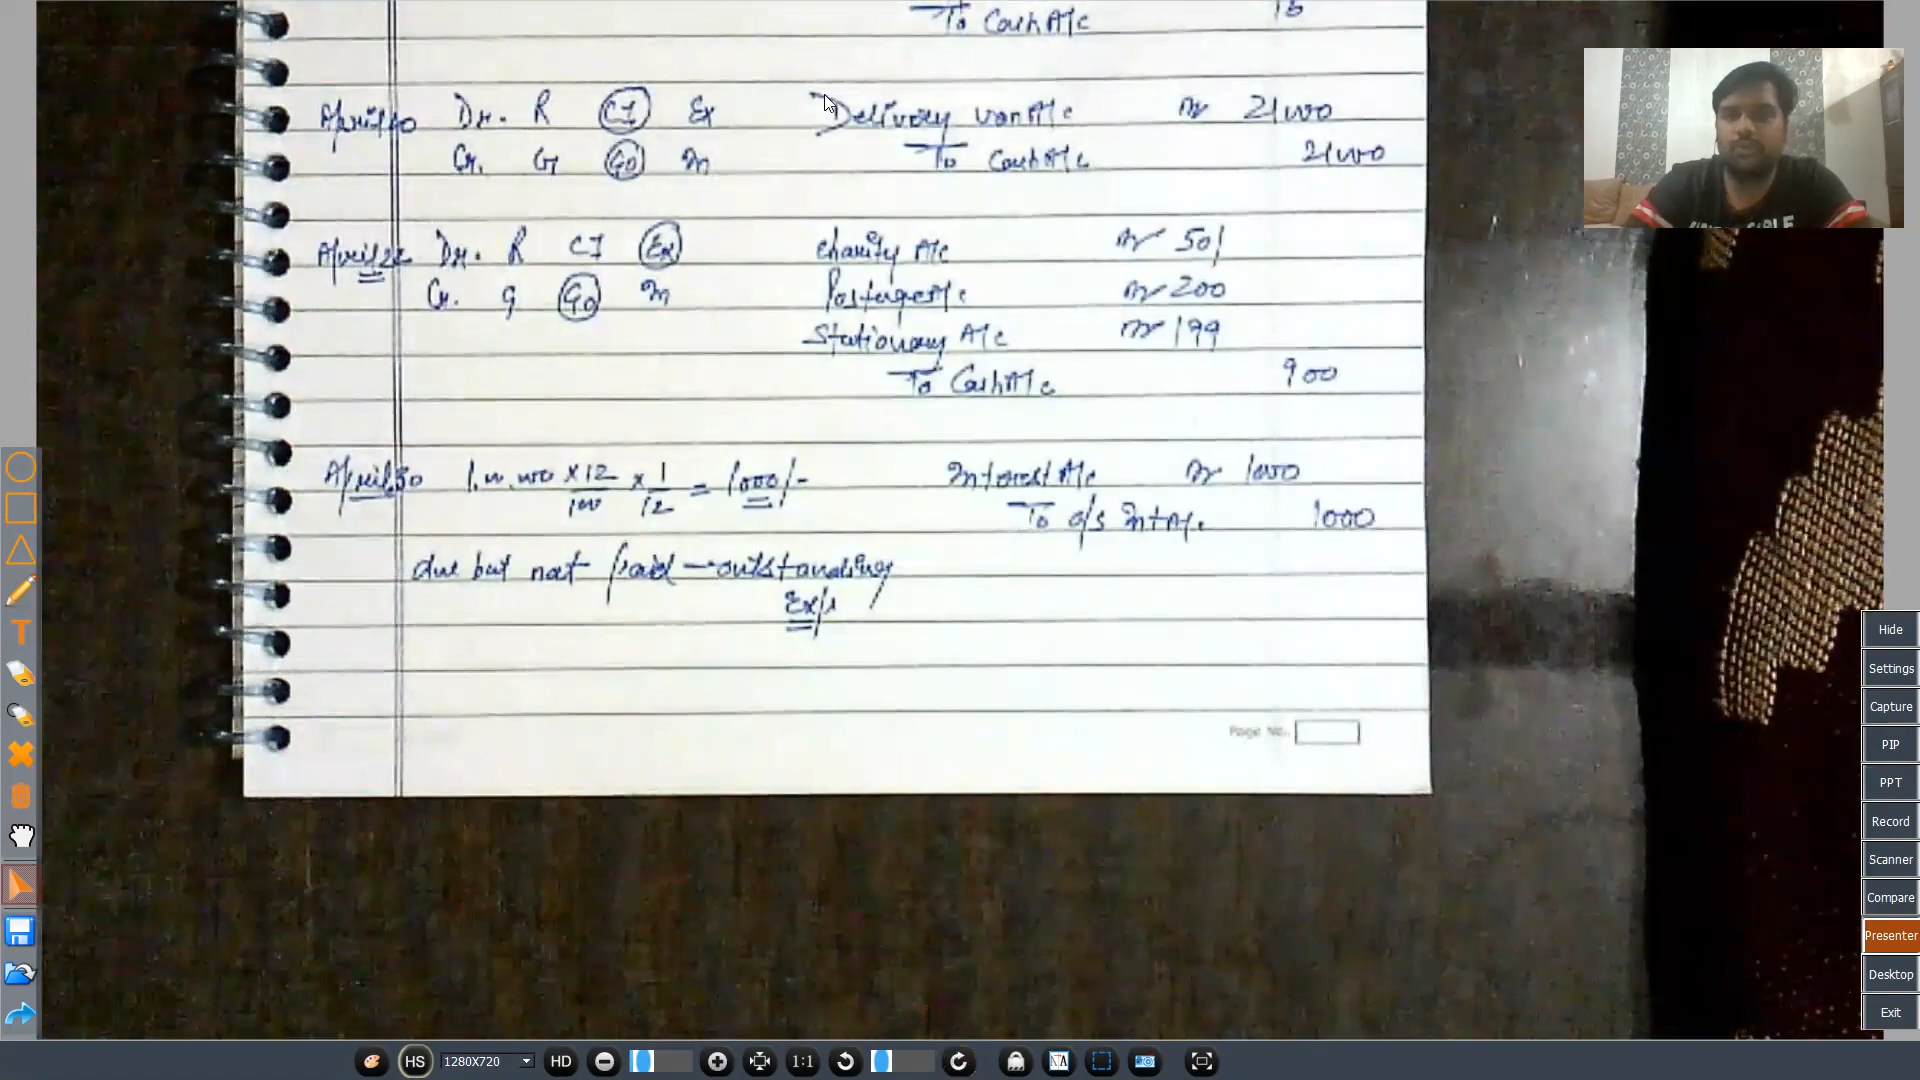 To Cash A/c 15
April 20 Dr. R CI Ex Delivery van A/c Dr 21000
Cr. G Go M To Cash A/c 21000
April 22 Dr. R CI Ex Charity A/c Dr 501
Cr. G Go M Postage A/c Dr 200
Stationary A/c Dr 199
To Cash A/c 900
April 30 1,00,000 × 12/100 × 1/12 = 1000/- Interest A/c Dr 1000
To o/s Int A/c 1000
due but not paid — outstanding
Exp
Page No.
Hide
Settings
Capture
PIP
PPT
Record
Scanner
Compare
Presenter
Desktop
Exit
T
HS 1280X720 HD 1:1